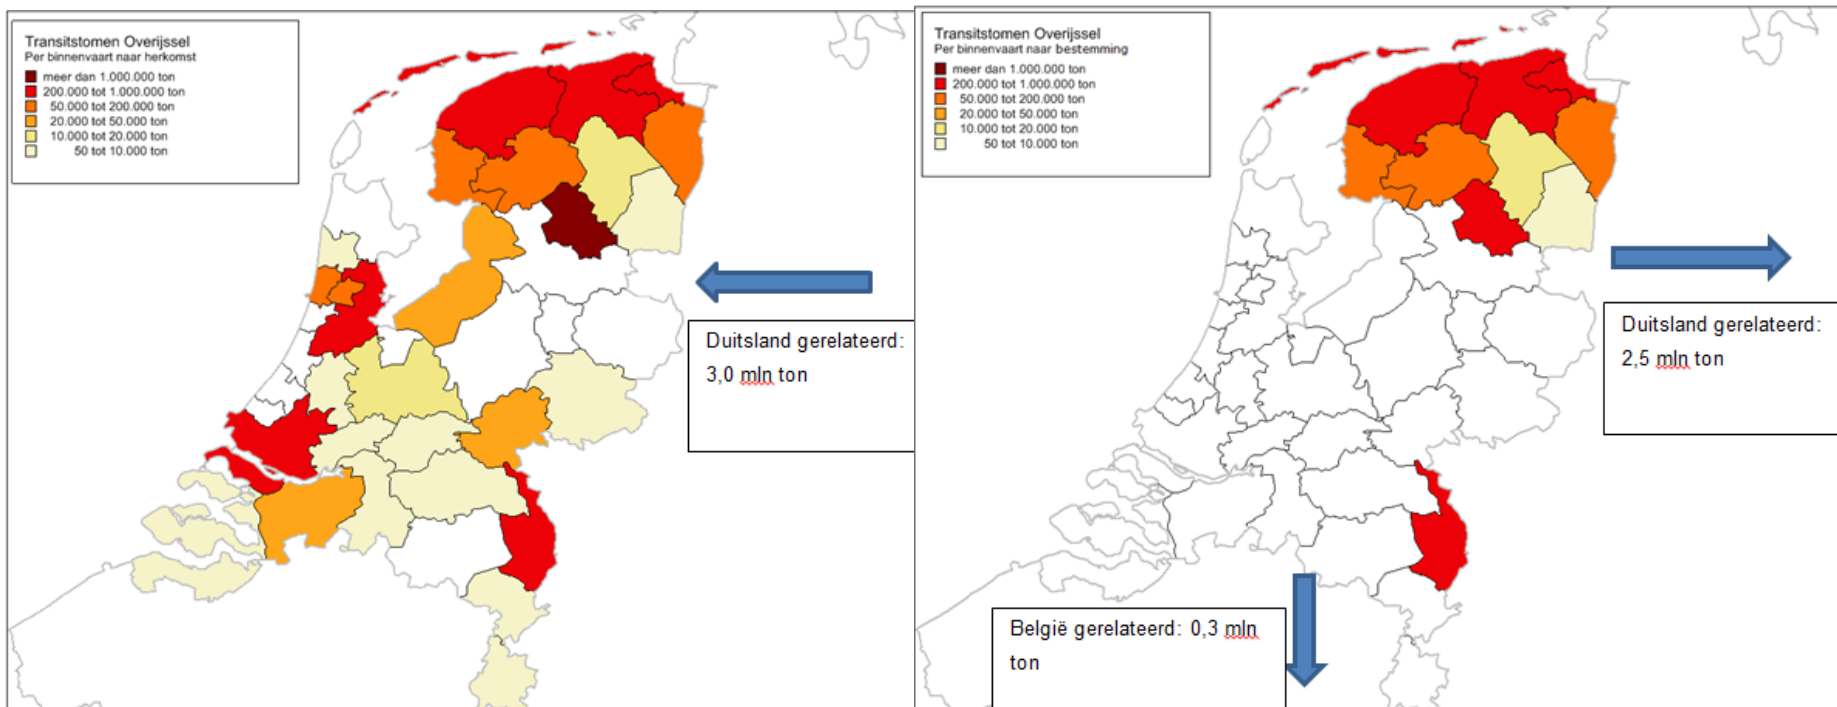 Transitstomen Overijssel
Per binnenvaart naar herkomst
meer dan 1.000.000 ton
200.000 tot 1.000.000 ton
50.000 tot 200.000 ton
20.000 tot 50.000 ton
10.000 tot 20.000 ton
50 tot 10.000 ton
Duitsland gerelateerd:
3,0 mln ton
Transitstomen Overijssel
Per binnenvaart naar bestemming
meer dan 1.000.000 ton
200.000 tot 1.000.000 ton
50.000 tot 200.000 ton
20.000 tot 50.000 ton
10.000 tot 20.000 ton
50 tot 10.000 ton
Duitsland gerelateerd:
2,5 mln ton
België gerelateerd: 0,3 mln
ton